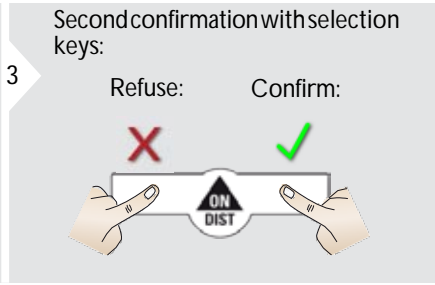 Second confirmation with selection
keys:
3
Refuse:
Confirm:
ON
DIST